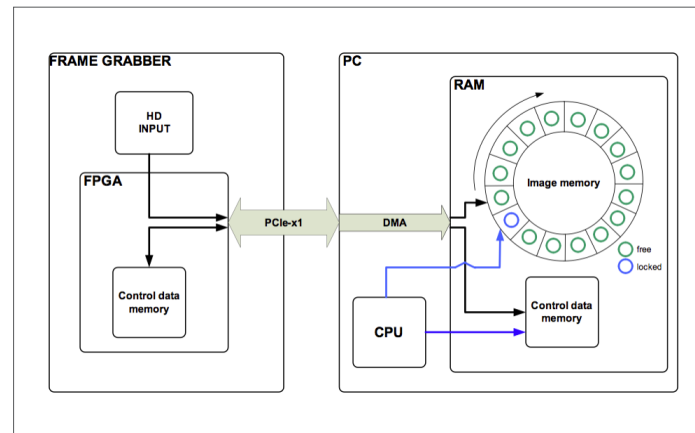 FRAME GRABBER
HD
INPUT
FPGA
Control data
memory
PCIe-x1
PC
DMA
RAM
Image memory
free
locked
CPU
Control data
memory